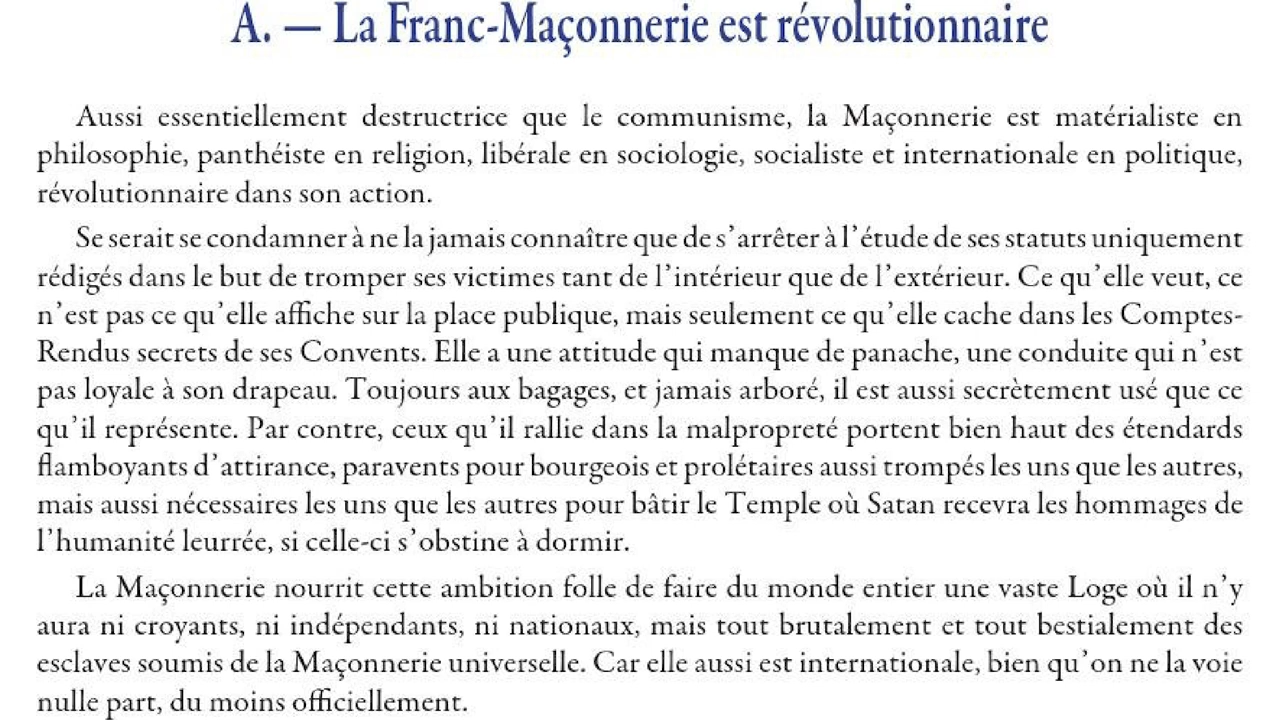 A. — La Franc-Maçonnerie est révolutionnaire
Aussi essentiellement destructrice que le communisme, la Maçonnerie est matérialiste en
philosophie, panthéiste en religion, libérale en sociologie, socialiste et internationale en politique,
révolutionnaire dans son action.
Se serait se condamner à ne la jamais connaître que de s’arrêter à l’étude de ses statuts uniquement
rédigés dans le but de tromper ses victimes tant de l’intérieur que de l’extérieur. Ce qu’elle veut, ce
n’est pas ce qu’elle affiche sur la place publique, mais seulement ce qu’elle cache dans les Comptes-
Rendus secrets de ses Convents. Elle a une attitude qui manque de panache, une conduite qui n’est
pas loyale à son drapeau. Toujours aux bagages, et jamais arboré, il est aussi secrètement usé que ce
qu’il représente. Par contre, ceux qu’il rallie dans la malpropreté portent bien haut des étendards
flamboyants d’attirance, paravents pour bourgeois et prolétaires aussi trompés les uns que les autres,
mais aussi nécessaires les uns que les autres pour bâtir le Temple où Satan recevra les hommages de
l’humanité leurrée, si celle-ci s’obstine à dormir.
La Maçonnerie nourrit cette ambition folle de faire du monde entier une vaste Loge où il n’y
aura ni croyants, ni indépendants, ni nationaux, mais tout brutalement et tout bestialement des
esclaves soumis de la Maçonnerie universelle. Car elle aussi est internationale, bien qu’on ne la voie
nulle part, du moins officiellement.